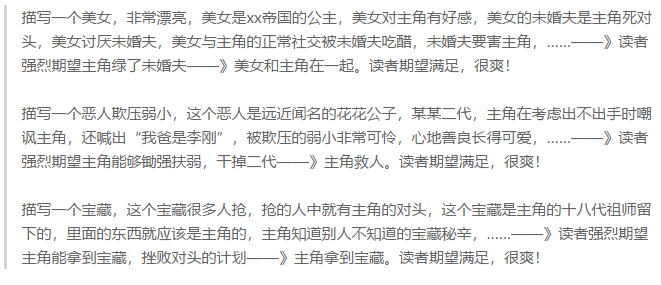 描写一个美女，非常漂亮，美女是xx帝国的公主，美女对主角有好感，美女的未婚夫是主角死对
头，美女讨厌未婚夫，美女与主角的正常社交被未婚夫吃醋，未婚夫要害主角，……——》读者
强烈期望主角绿了未婚夫——》美女和主角在一起。读者期望满足，很爽！
描写一个恶人欺压弱小，这个恶人是远近闻名的花花公子，某某二代，主角在考虑出不出手时嘲
讽主角，还喊出“我爸是李刚”，被欺压的弱小非常可怜，心地善良长得可爱，……——》读者
强烈期望主角能够锄强扶弱，干掉二代——》主角救人。读者期望满足，很爽！
描写一个宝藏，这个宝藏很多人抢，抢的人中就有主角的对头，这个宝藏是主角的十八代祖师留
下的，里面的东西就应该是主角的，主角知道别人不知道的宝藏秘辛，……——》读者强烈期望
主角能拿到宝藏，挫败对头的计划——》主角拿到宝藏。读者期望满足，很爽！